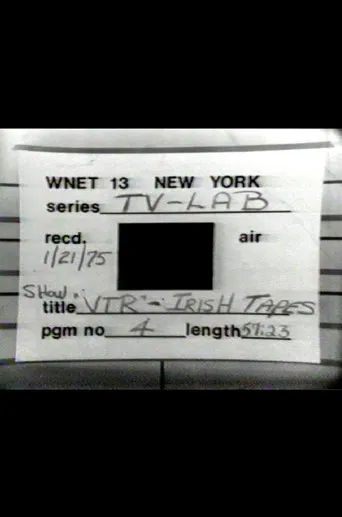 WNET 13 NEW YORK
series TV-LAB
recd. air
1/21/75
Show:
title VTR - IRISH TAPES
pgm no 4 length 57:23